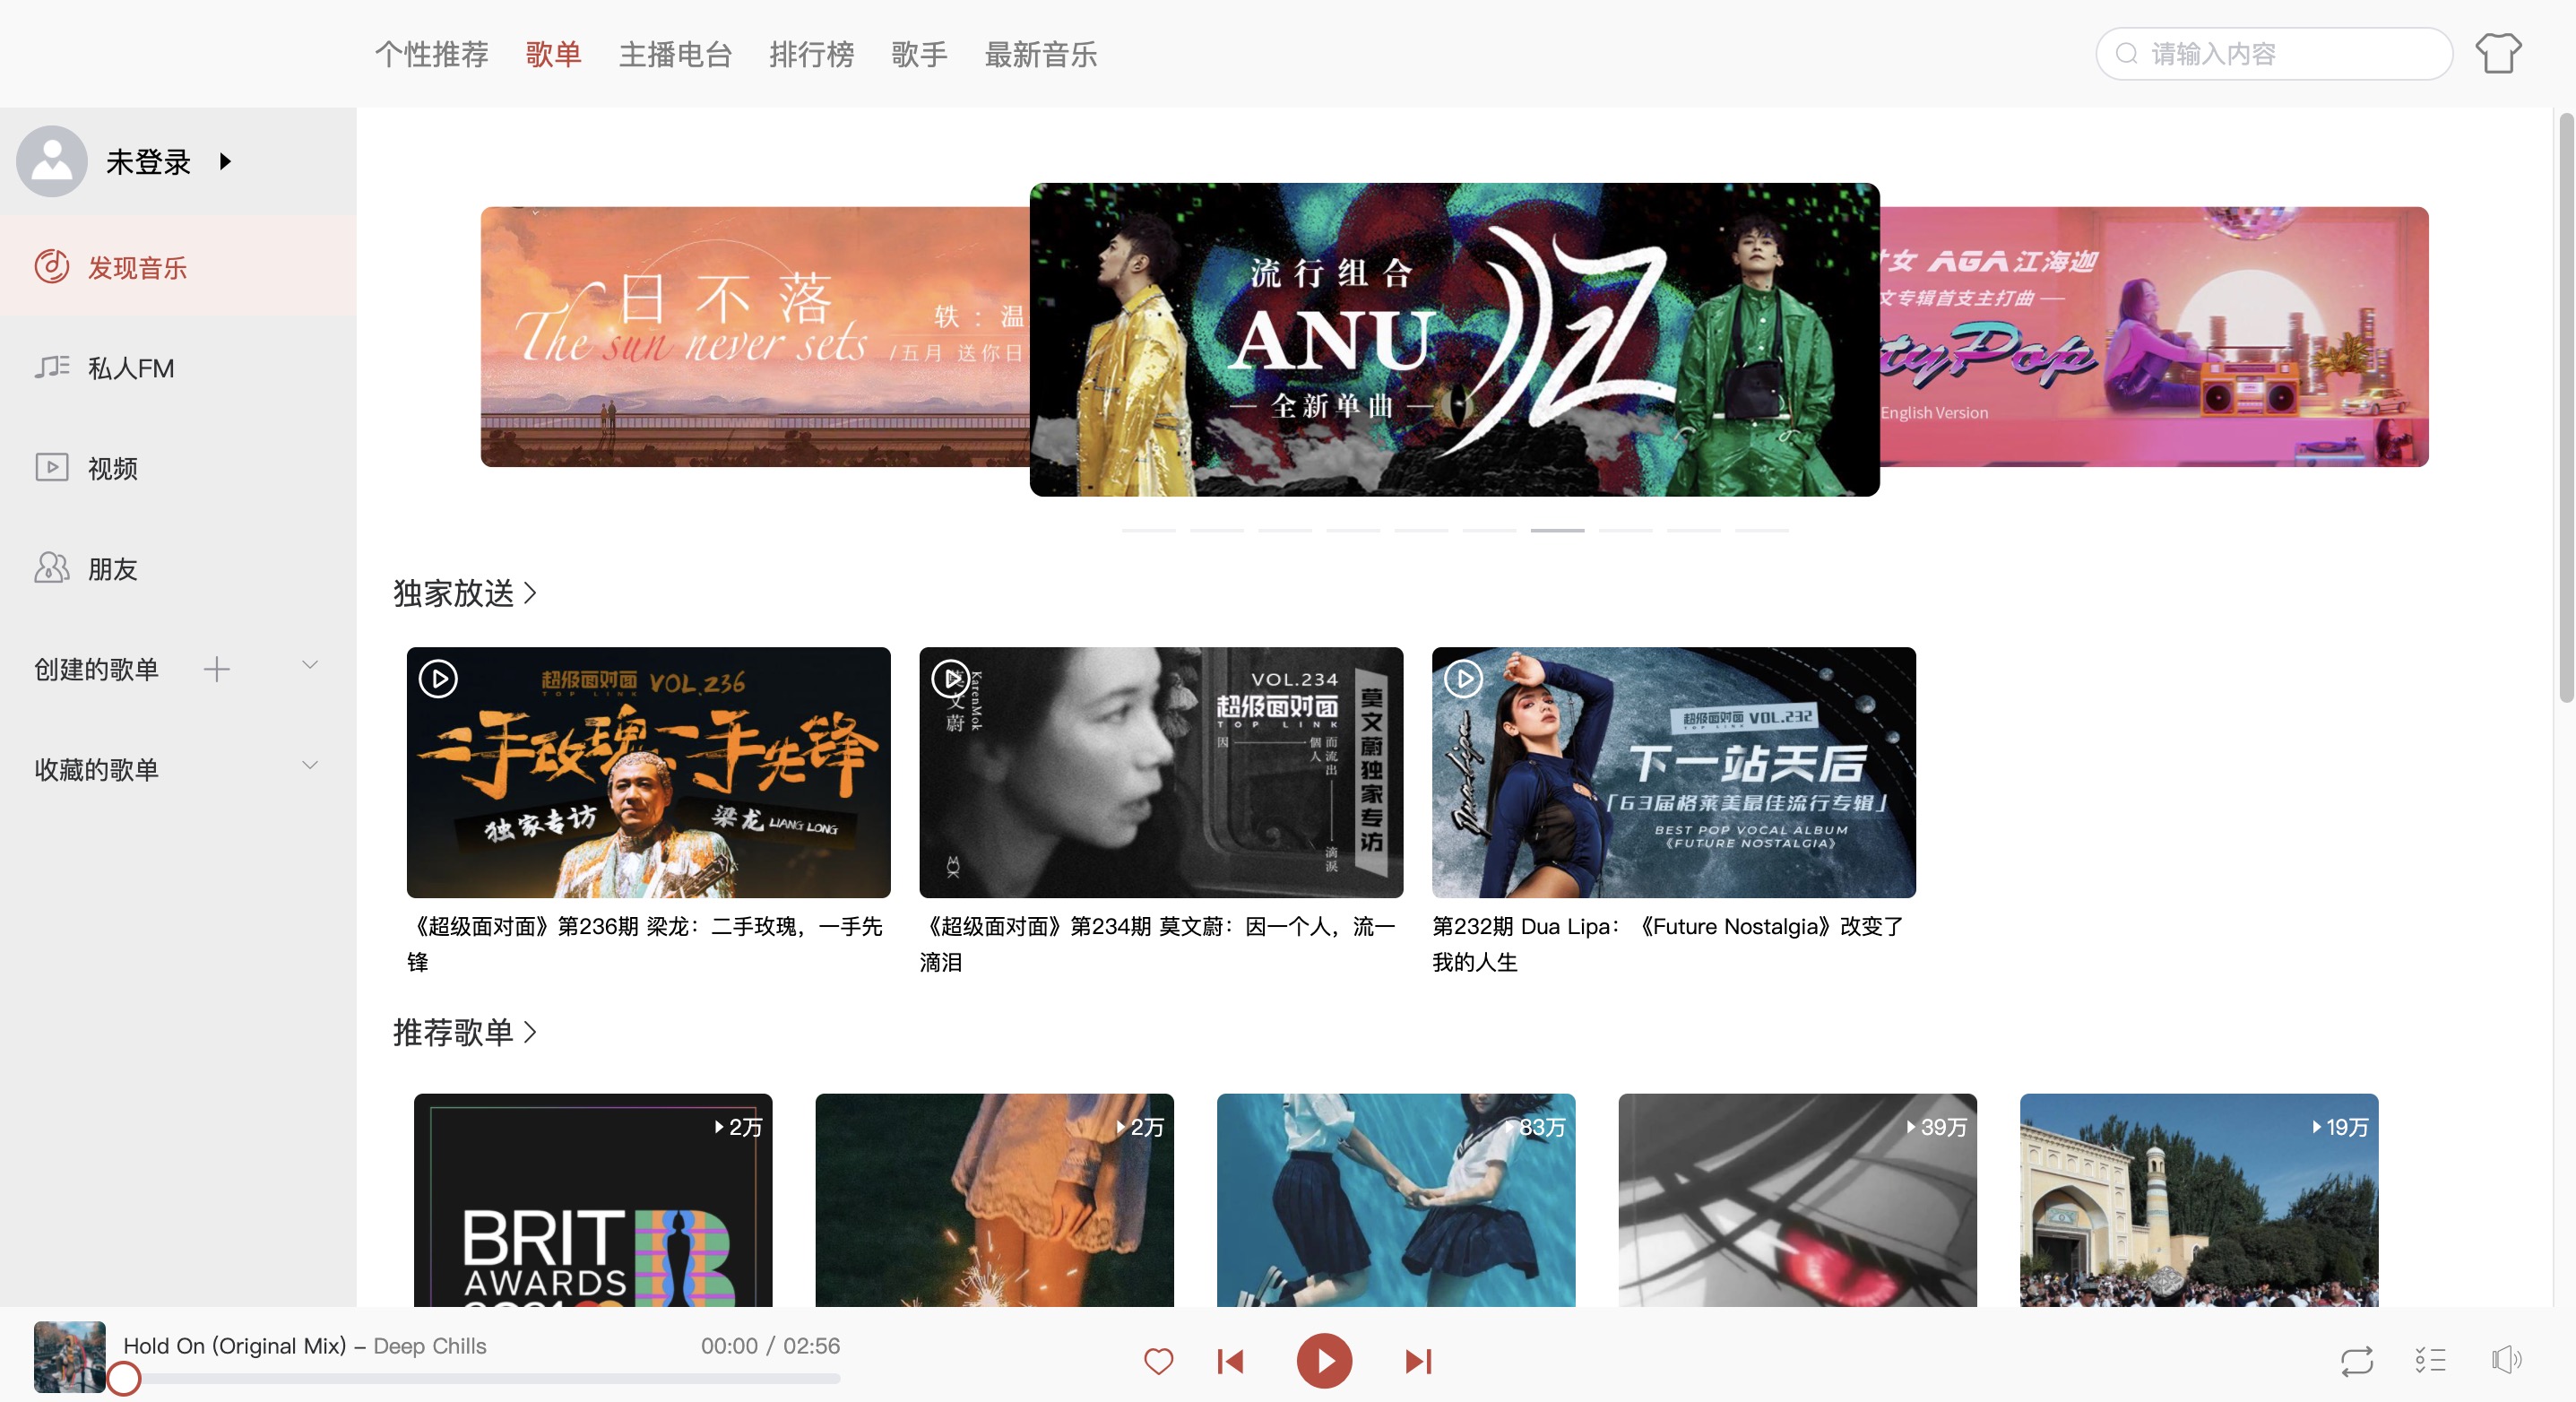 个性推荐 歌单 主播电台 排行榜 歌手 最新音乐
请输入内容
未登录
发现音乐
私人FM
视频
朋友
创建的歌单
收藏的歌单
日不落
The sun never sets
轶：温
/五月 送你日
流行组合
ANU
全新单曲
女 AGA 江海迦
文专辑首支主打曲
tyPop
English Version
独家放送
超级面对面 VOL.236
TOP LINK
二手玫瑰 一手先锋
独家专访
梁龙 LIANG LONG
莫文蔚
KarenMok
VOL.234
超级面对面
TOP LINK
因一個人
而流出一滴淚
莫文蔚独家专访
Dua Lipa
超级面对面 VOL.232
下一站天后
「63届格莱美最佳流行专辑」
BEST POP VOCAL ALBUM
《FUTURE NOSTALGIA》
《超级面对面》第236期 梁龙：二手玫瑰，一手先
锋
《超级面对面》第234期 莫文蔚：因一个人，流一
滴泪
第232期 Dua Lipa：《Future Nostalgia》改变了
我的人生
推荐歌单
2万
2万
83万
39万
19万
BRIT
AWARDS
2021
Hold On (Original Mix) – Deep Chills
00:00 / 02:56